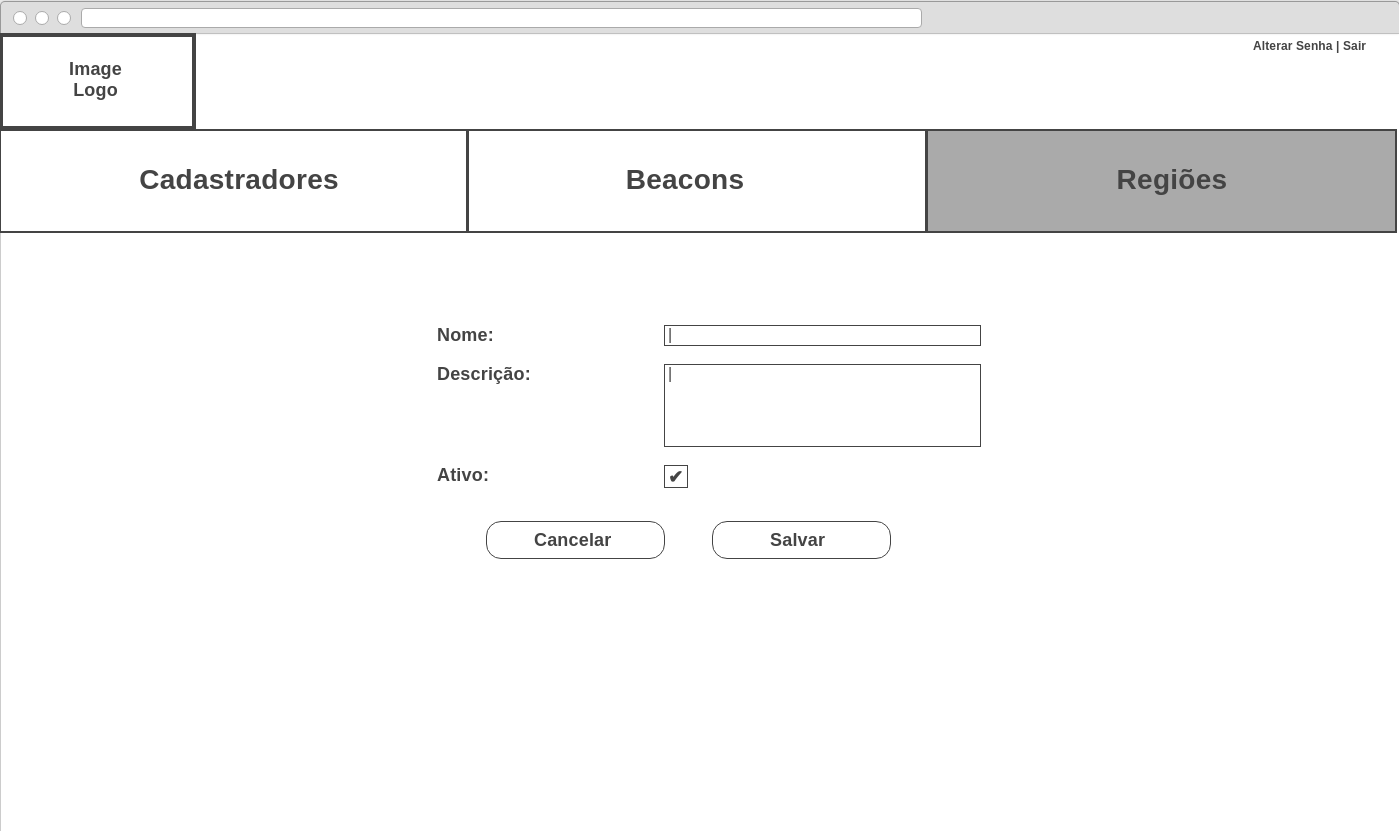 Alterar Senha | Sair
Image
Logo
Cadastradores
Beacons
Regiões
Nome:
Descrição:
Ativo:
Cancelar
Salvar